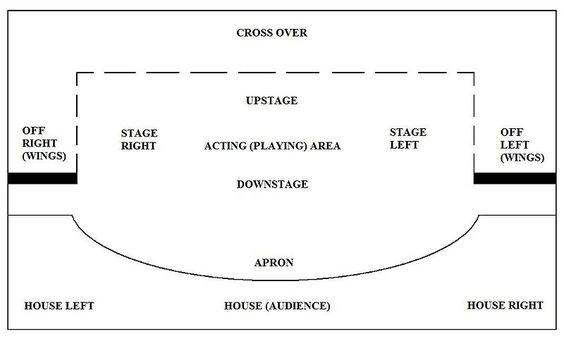 CROSS OVER
UPSTAGE
OFF
RIGHT
(WINGS)
STAGE
RIGHT
ACTING (PLAYING) AREA
STAGE
LEFT
OFF
LEFT
(WINGS)
DOWNSTAGE
APRON
HOUSE LEFT
HOUSE (AUDIENCE)
HOUSE RIGHT